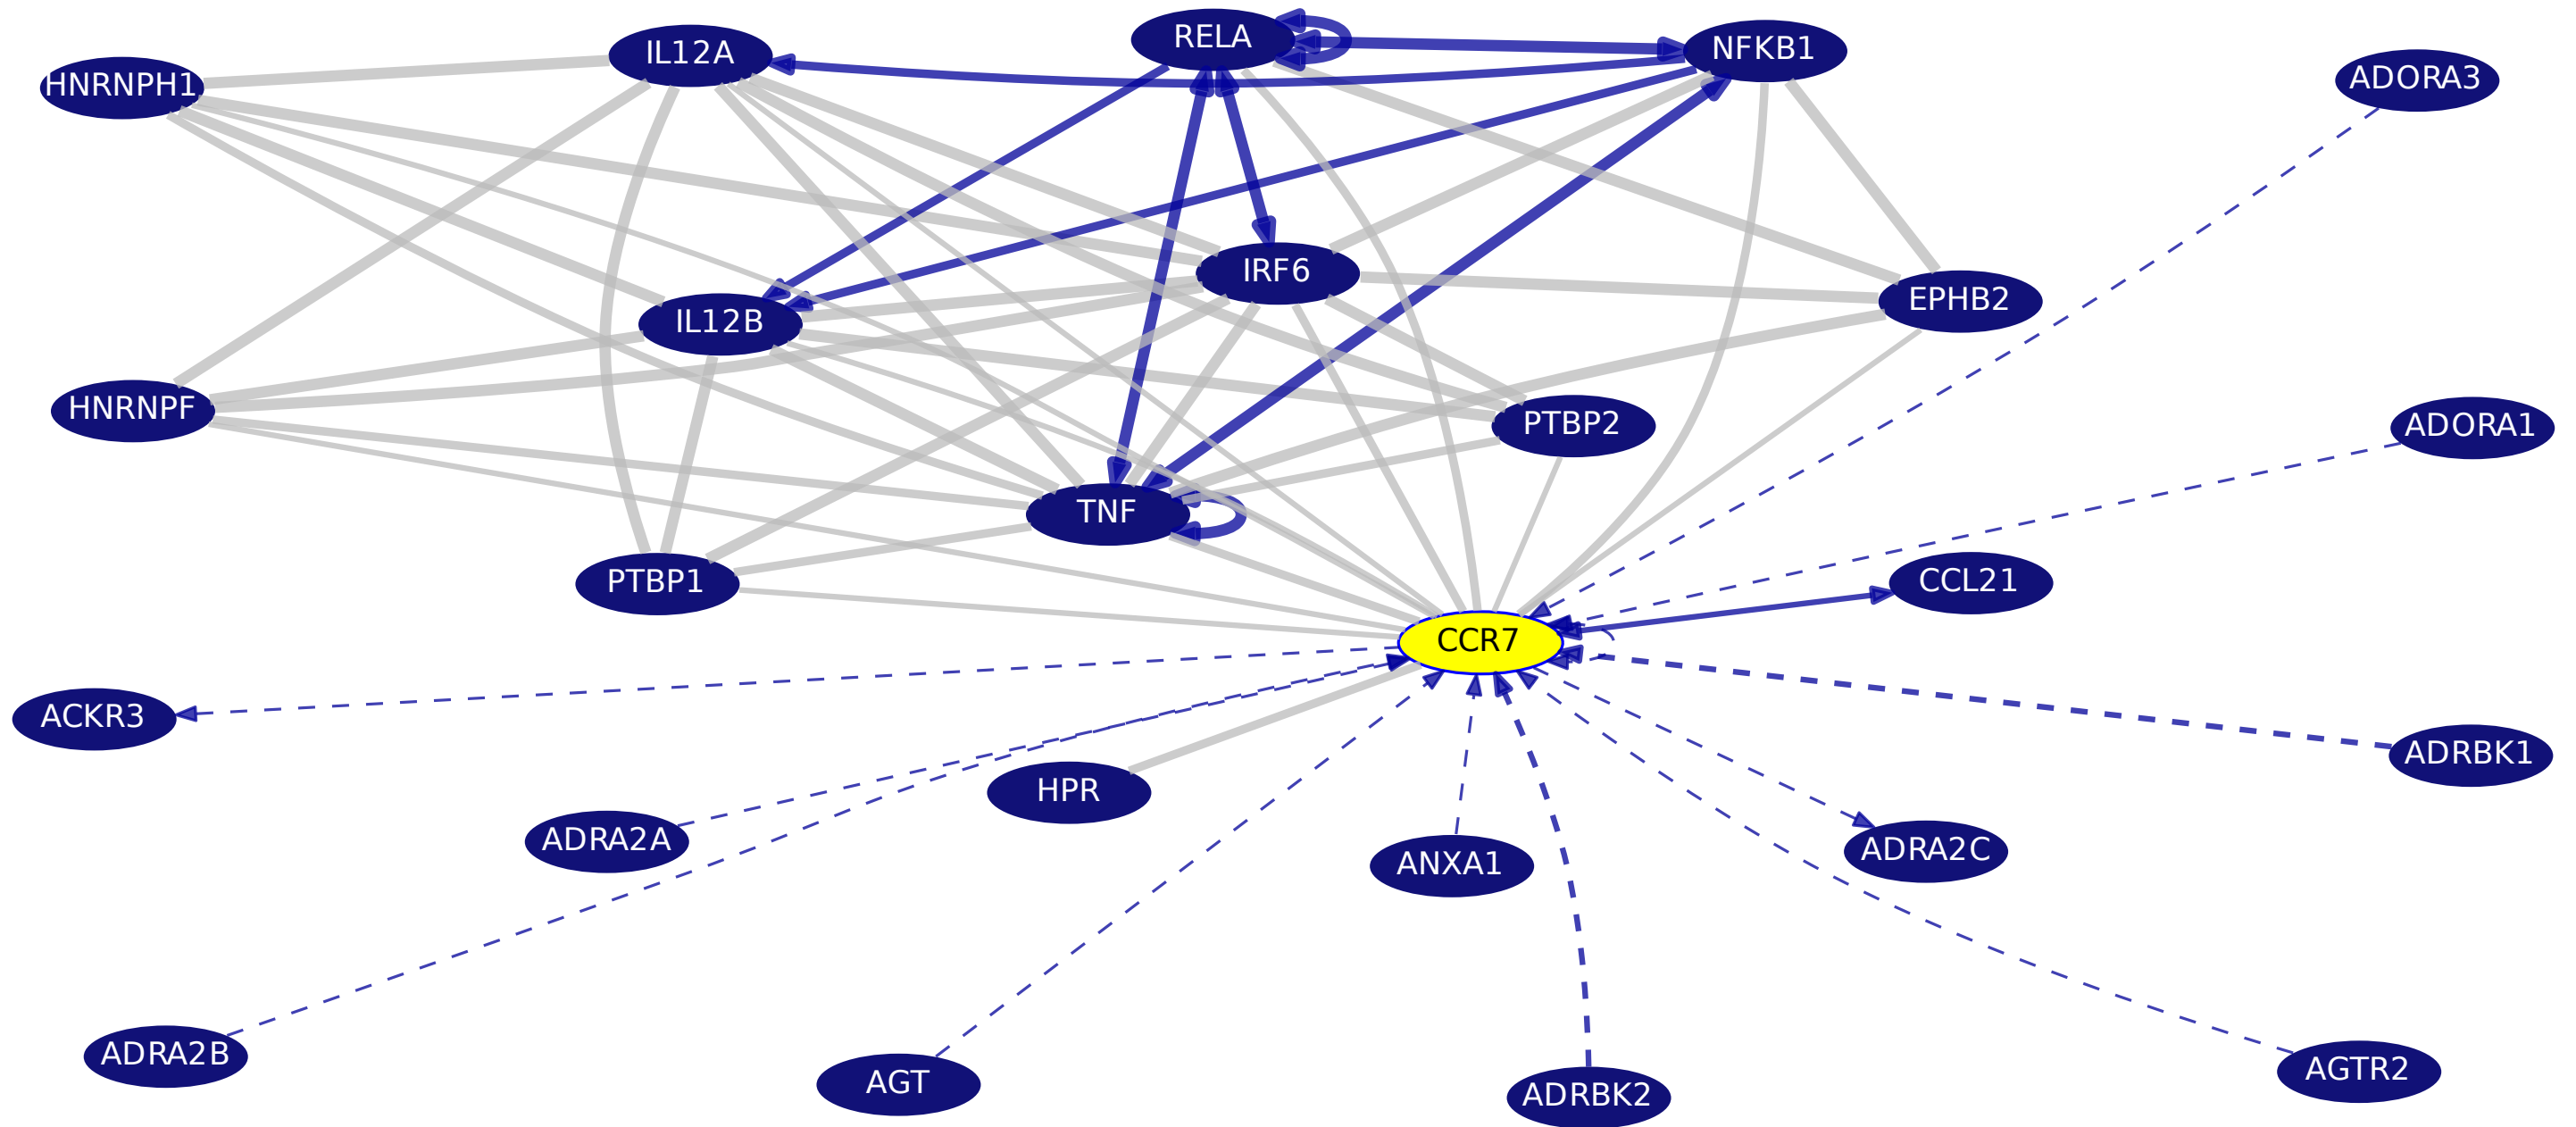 RELA
NFKB1
IL12A
HNRNPH1
ADORA3
IRF6
EPHB2
IL12B
HNRNPF
PTBP2
ADORA1
TNF
PTBP1
CCL21
CCR7
ACKR3
ADRBK1
HPR
ADRA2A
ADRA2C
ANXA1
ADRA2B
AGTR2
AGT
ADRBK2